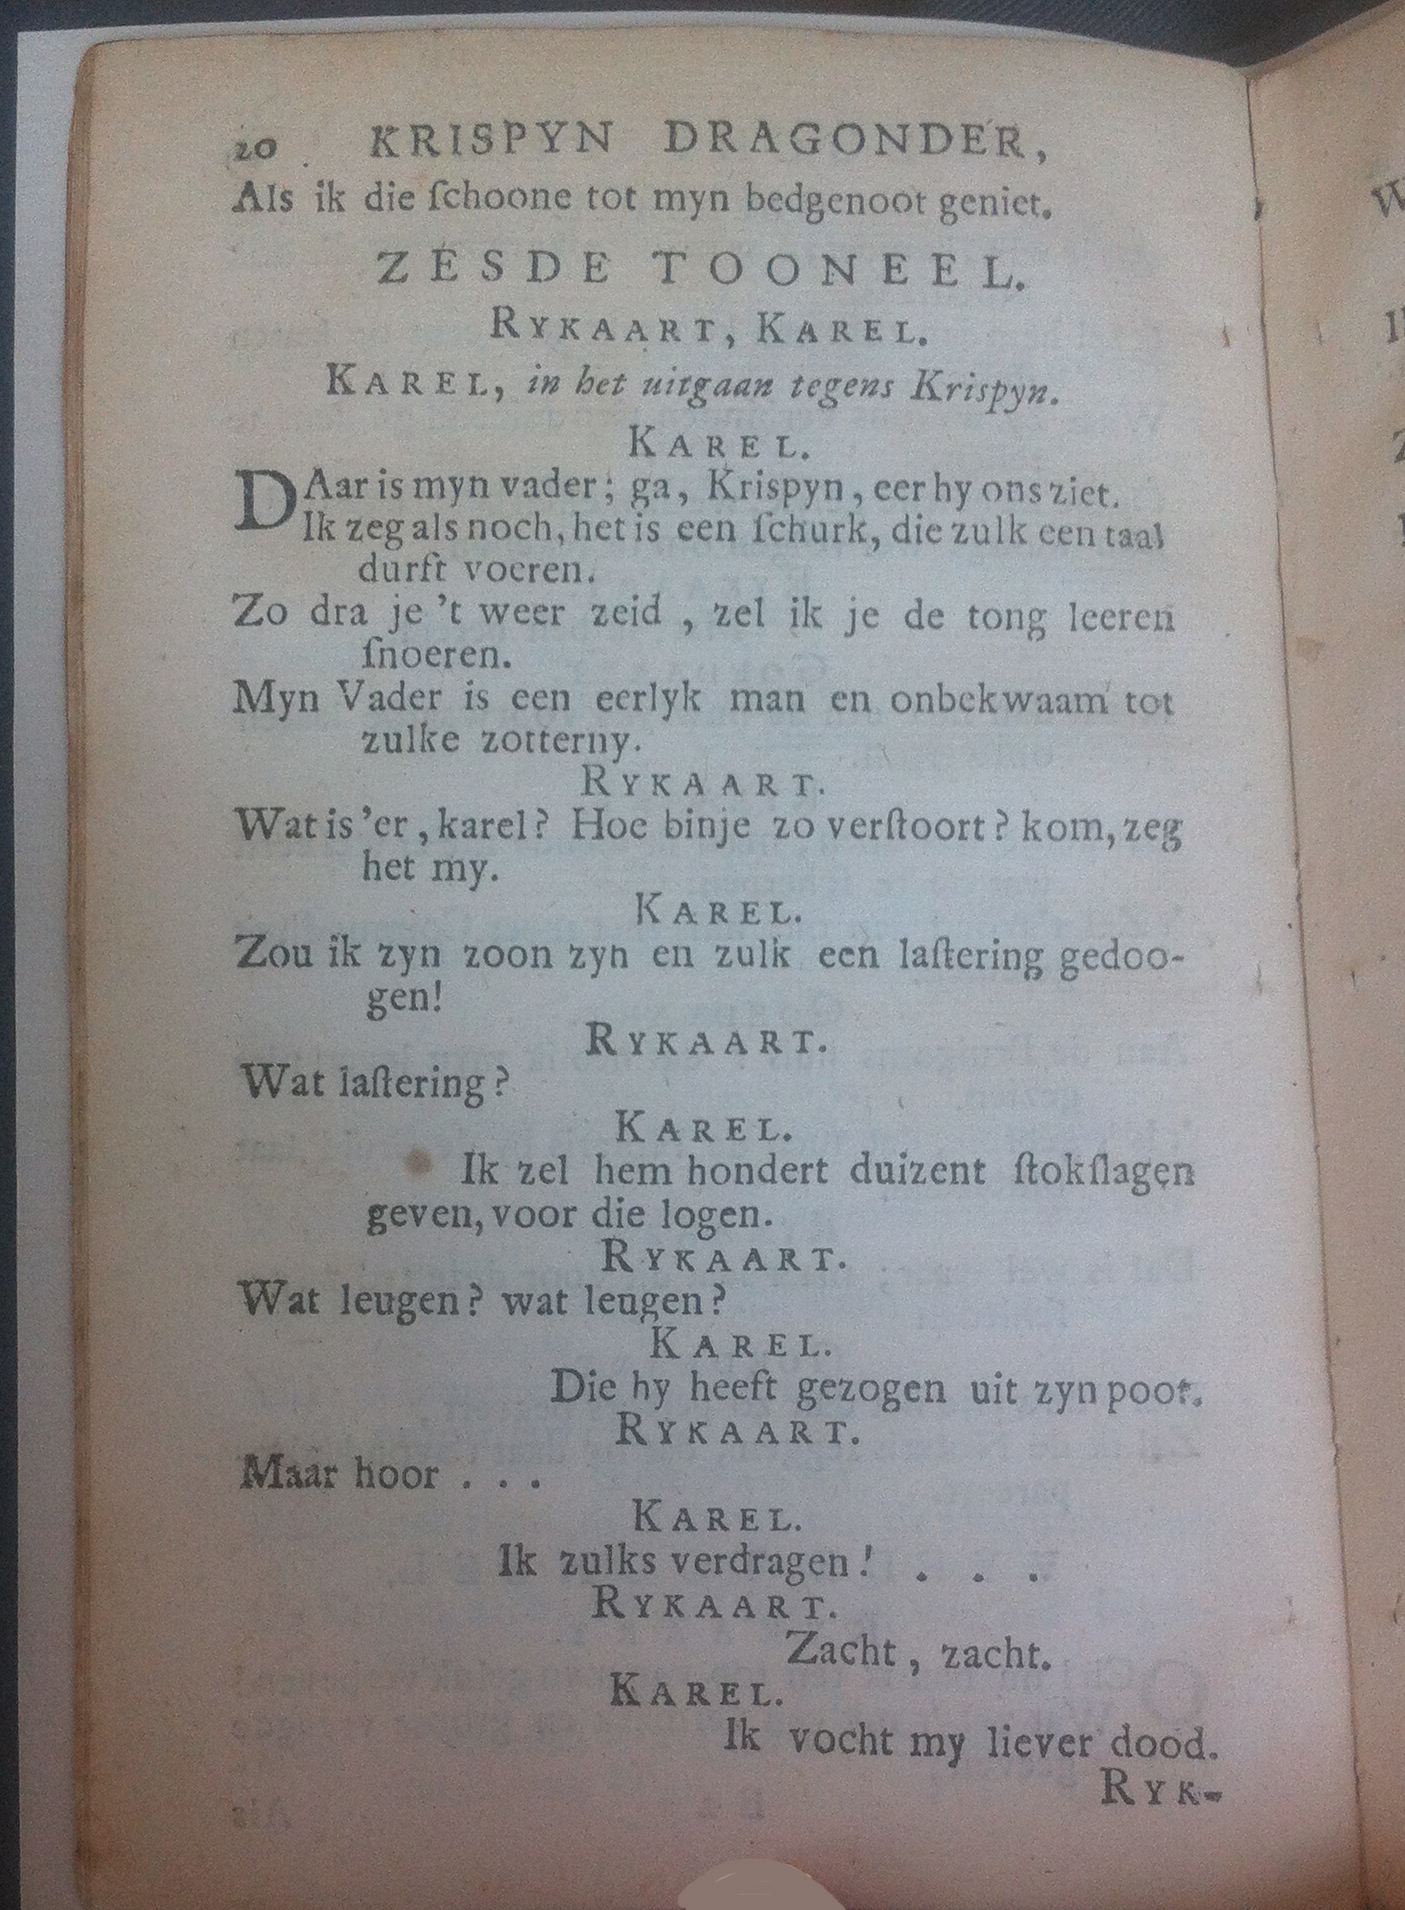 20 KRISPYN DRAGONDER,
Als ik die ſchoone tot myn bedgenoot geniet.
ZESDE TOONEEL.
RYKAART, KAREL.
KAREL, in het uitgaan tegens Krispyn.
KAREL.
DAar is myn vader; ga, Krispyn, eer hy ons ziet.
Ik zeg als noch, het is een ſchurk, die zulk een taal
durft voeren.
Zo dra je 't weer zeid, zel ik je de tong leeren
ſnoeren.
Myn Vader is een eerlyk man en onbekwaam tot
zulke zotterny.
RYKAART.
Wat is 'er, karel? Hoe binje zo verſtoort? kom, zeg
het my.
KAREL.
Zou ik zyn zoon zyn en zulk een laſtering gedoo-
gen!
RYKAART.
Wat laſtering?
KAREL.
Ik zel hem hondert duizent ſtokſlagen
geven, voor die logen.
RYKAART.
Wat leugen? wat leugen?
KAREL.
Die hy heeft gezogen uit zyn poot.
RYKAART.
Maar hoor . . .
KAREL.
Ik zulks verdragen! . . .
RYKAART.
Zacht, zacht.
KAREL.
Ik vocht my liever dood.
RYK-